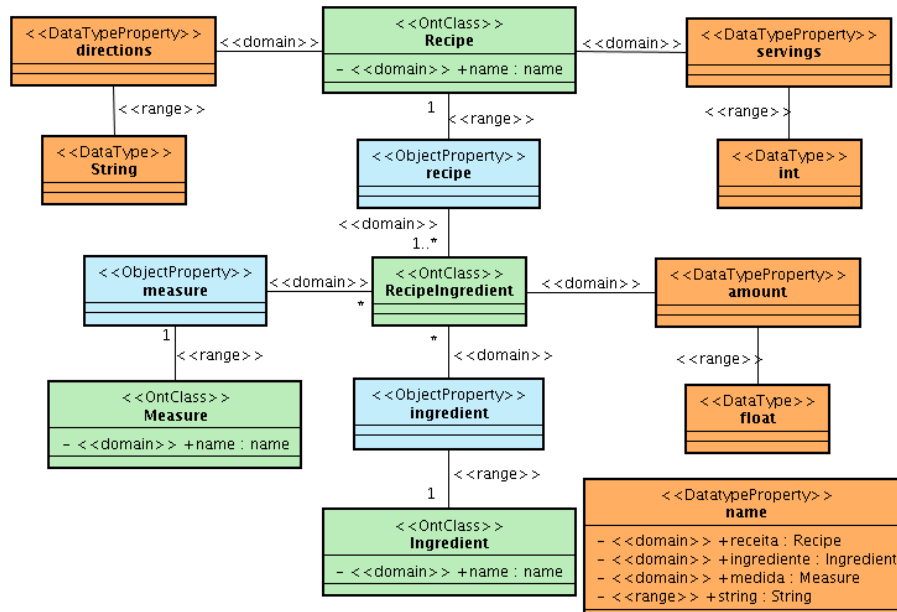 <<DataTypeProperty>>
directions
<<domain>>
<<OntClass>>
Recipe
- <<domain>> +name : name
<<domain>>
<<DataTypeProperty>>
servings
<<range>>
1
<<range>>
<<range>>
<<DataType>>
String
<<ObjectProperty>>
recipe
<<DataType>>
int
<<domain>>
1..*
<<ObjectProperty>>
measure
<<domain>>
*
<<OntClass>>
RecipeIngredient
<<domain>>
<<DataTypeProperty>>
amount
1
<<range>>
*
<<domain>>
<<range>>
<<OntClass>>
Measure
- <<domain>> +name : name
<<ObjectProperty>>
ingredient
<<DataType>>
float
<<range>>
1
<<OntClass>>
Ingredient
- <<domain>> +name : name
<<DatatypeProperty>>
name
- <<domain>> +receita : Recipe
- <<domain>> +ingrediente : Ingredient
- <<domain>> +medida : Measure
- <<range>> +string : String